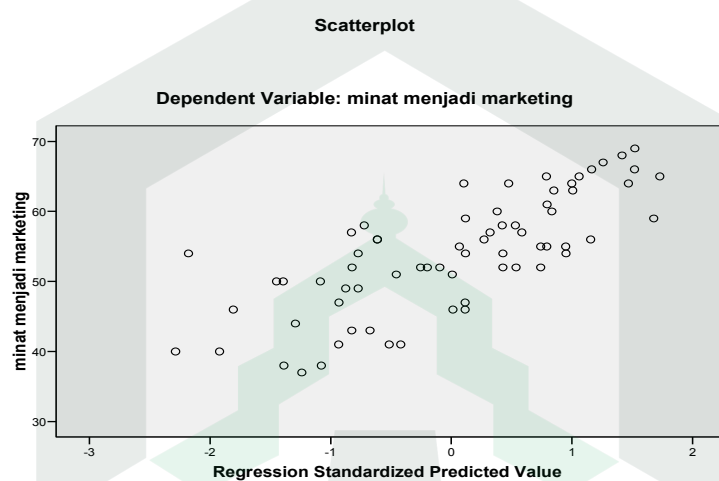 Scatterplot
Dependent Variable: minat menjadi marketing
minat menjadi marketing
70
60
50
40
30
-3 -2 -1 0 1 2
Regression Standardized Predicted Value